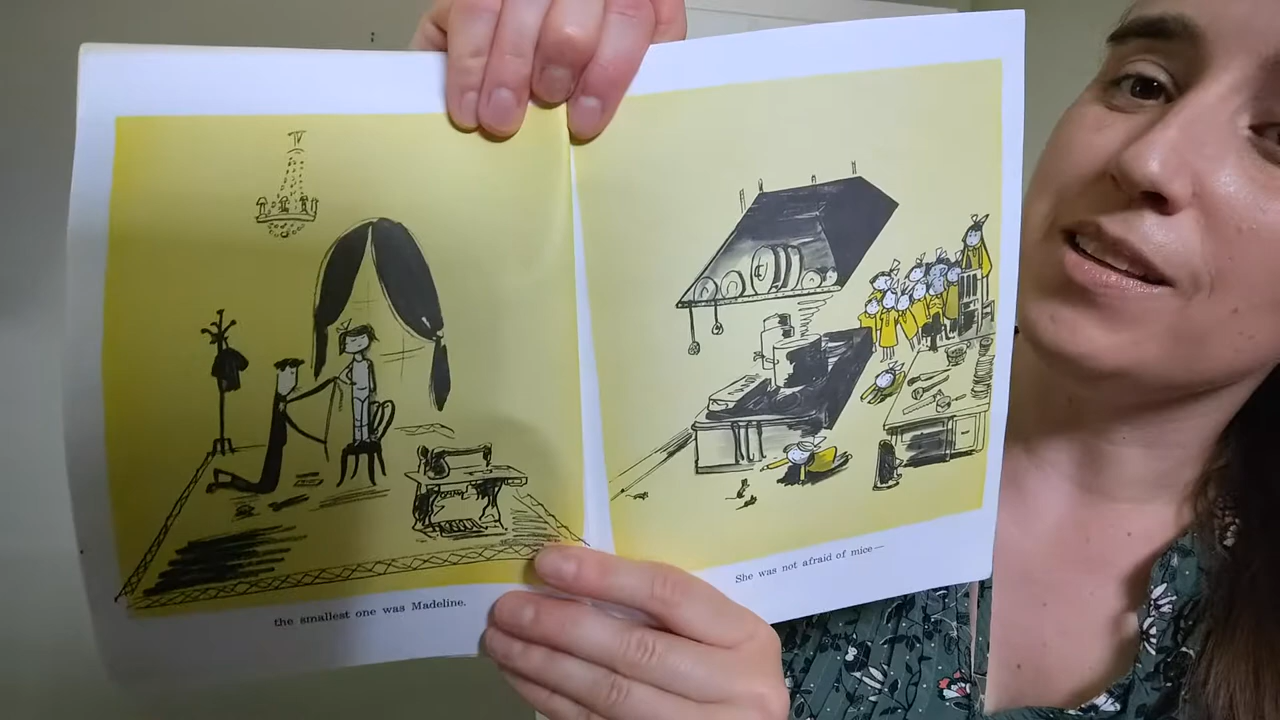 the smallest one was Madeline.
She was not afraid of mice—